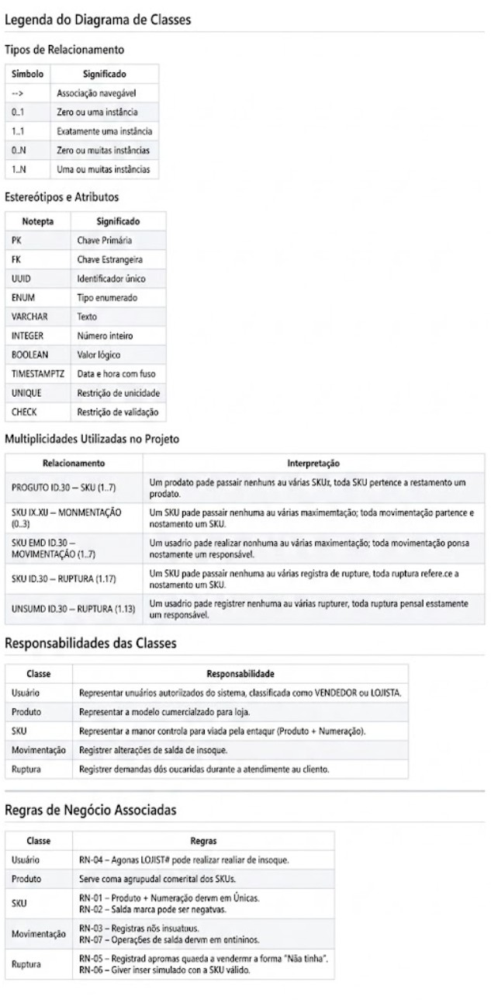 Legenda do Diagrama de Classes
Tipos de Relacionamento
Símbolo Significado
--> Associação navegável
0..1 Zero ou uma instância
1..1 Exatamente uma instância
0..N Zero ou muitas instâncias
1..N Uma ou muitas instâncias
Estereótipos e Atributos
Notepta Significado
PK Chave Primária
FK Chave Estrangeira
UUID Identificador único
ENUM Tipo enumerado
VARCHAR Texto
INTEGER Número inteiro
BOOLEAN Valor lógico
TIMESTAMPTZ Data e hora com fuso
UNIQUE Restrição de unicidade
CHECK Restrição de validação
Multiplicidades Utilizadas no Projeto
Relacionamento Interpretação
PROGUTO ID.30 — SKU (1..7) Um prodato pade passair nenhuns au várias SKUs, toda SKU pertence a restamento um
prodato.
SKU IX.XU — MONMENTAÇÃO
(0..3)
Um SKU pade passair nenhuma au várias maximemtação; toda movimentação partence e
nostamento um SKU.
SKU EMD ID.30 —
MOVIMENTAÇÃO (1..7)
Um usadrio pade realizar nonhuma au várias maximentação; toda movimentação ponsa
nostamente um responsável.
SKU ID.30 — RUPTURA (1.17) Um SKU pade passair nenhuma au várias registra de rupture, toda ruptura refere.ce a
nostamento um SKU.
UNSUMD ID.30 — RUPTURA (1.13) Um usadrio pade registrer nenhuma au várias rupturer, toda ruptura pensal esstamente
um responsável.
Responsabilidades das Classes
Classe Responsabilidade
Usuário Representar unuários autoriizados do sistema, classificada como VENDEDOR ou LOJISTA.
Produto Representar a modelo cumercialzado para loja.
SKU Representar a manor controla para viada pela entaqur (Produto + Numeração).
Movimentação Registrer alterações de salda de insoque.
Ruptura Registrer demandas dós oucaridas durante a atendimente au cliento.
Regras de Negócio Associadas
Classe Regras
Usuário RN-04 – Agonas LOJIST# pode realizar realiar de insoque.
Produto Serve coma agrupudal comerital dos SKUs.
SKU
RN-01 – Produto + Numeração dervm em Únicas.
RN-02 – Salda marca pode ser negatvas.
Movimentação
RN-03 – Registras nõs insuatuus.
RN-07 – Operações de salda dervm em ontininos.
Ruptura
RN-05 – Registrad apromas quaeda a vendermr a forma "Não tinha".
RN-06 – Giver inser simulado con a SKU válido.